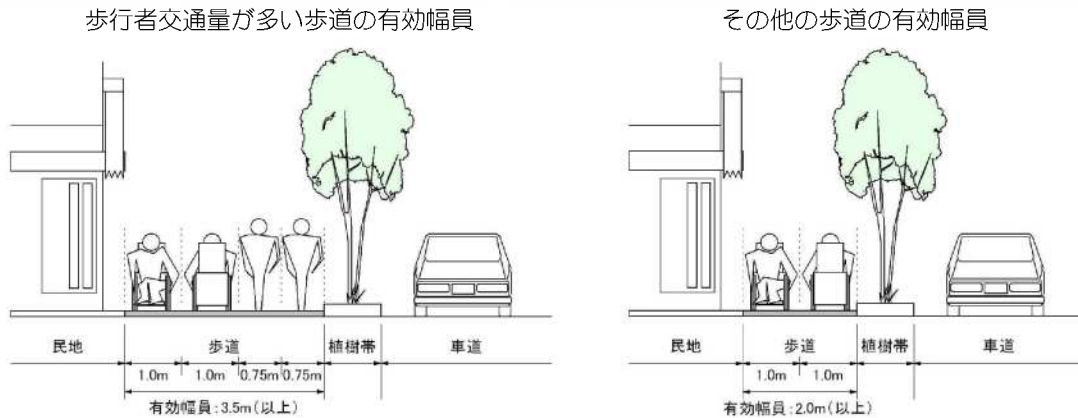 歩行者交通量が多い歩道の有効幅員
民地
歩道
植樹帯
車道
1.0m
1.0m
0.75m
0.75m
有効幅員:3.5m(以上)
その他の歩道の有効幅員
民地
歩道
植樹帯
車道
1.0m
1.0m
有効幅員:2.0m(以上)